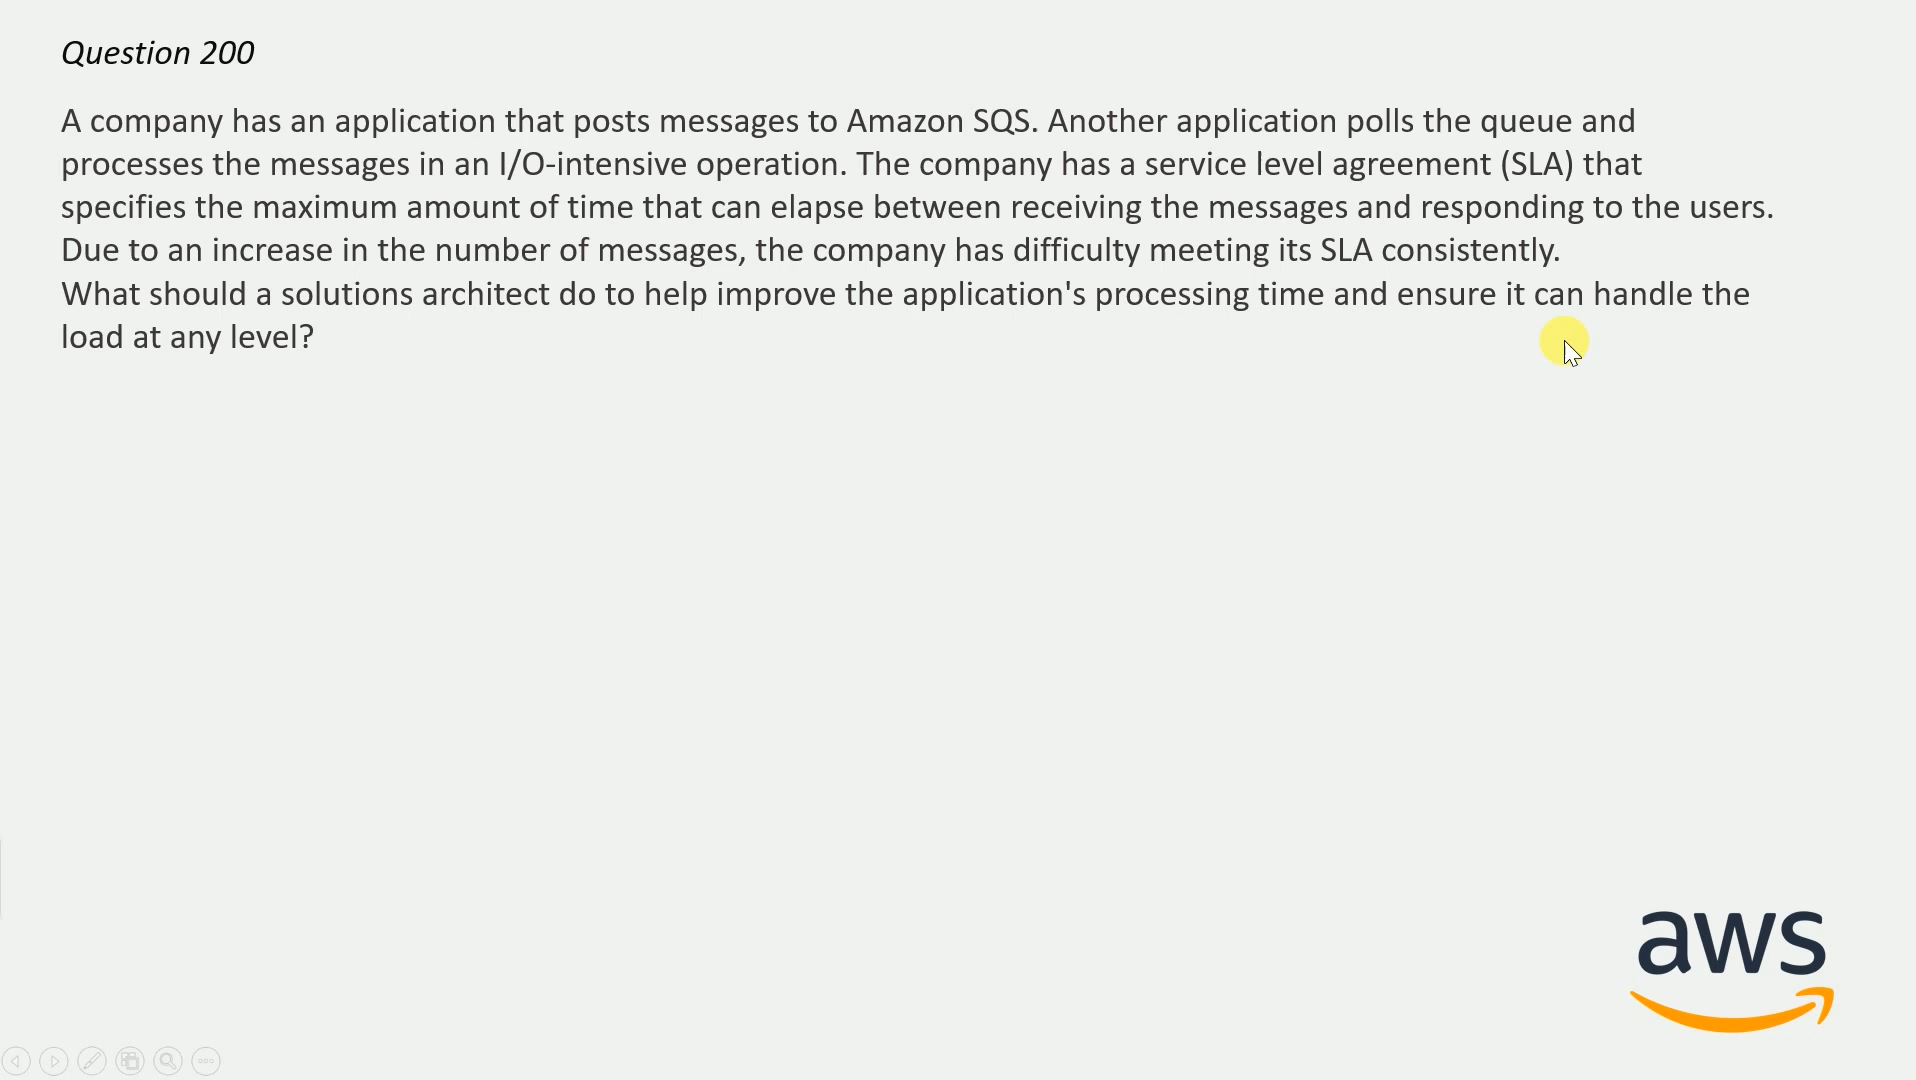 Question 200
A company has an application that posts messages to Amazon SQS. Another application polls the queue and
processes the messages in an I/O-intensive operation. The company has a service level agreement (SLA) that
specifies the maximum amount of time that can elapse between receiving the messages and responding to the users.
Due to an increase in the number of messages, the company has difficulty meeting its SLA consistently.
What should a solutions architect do to help improve the application's processing time and ensure it can handle the
load at any level?
aws